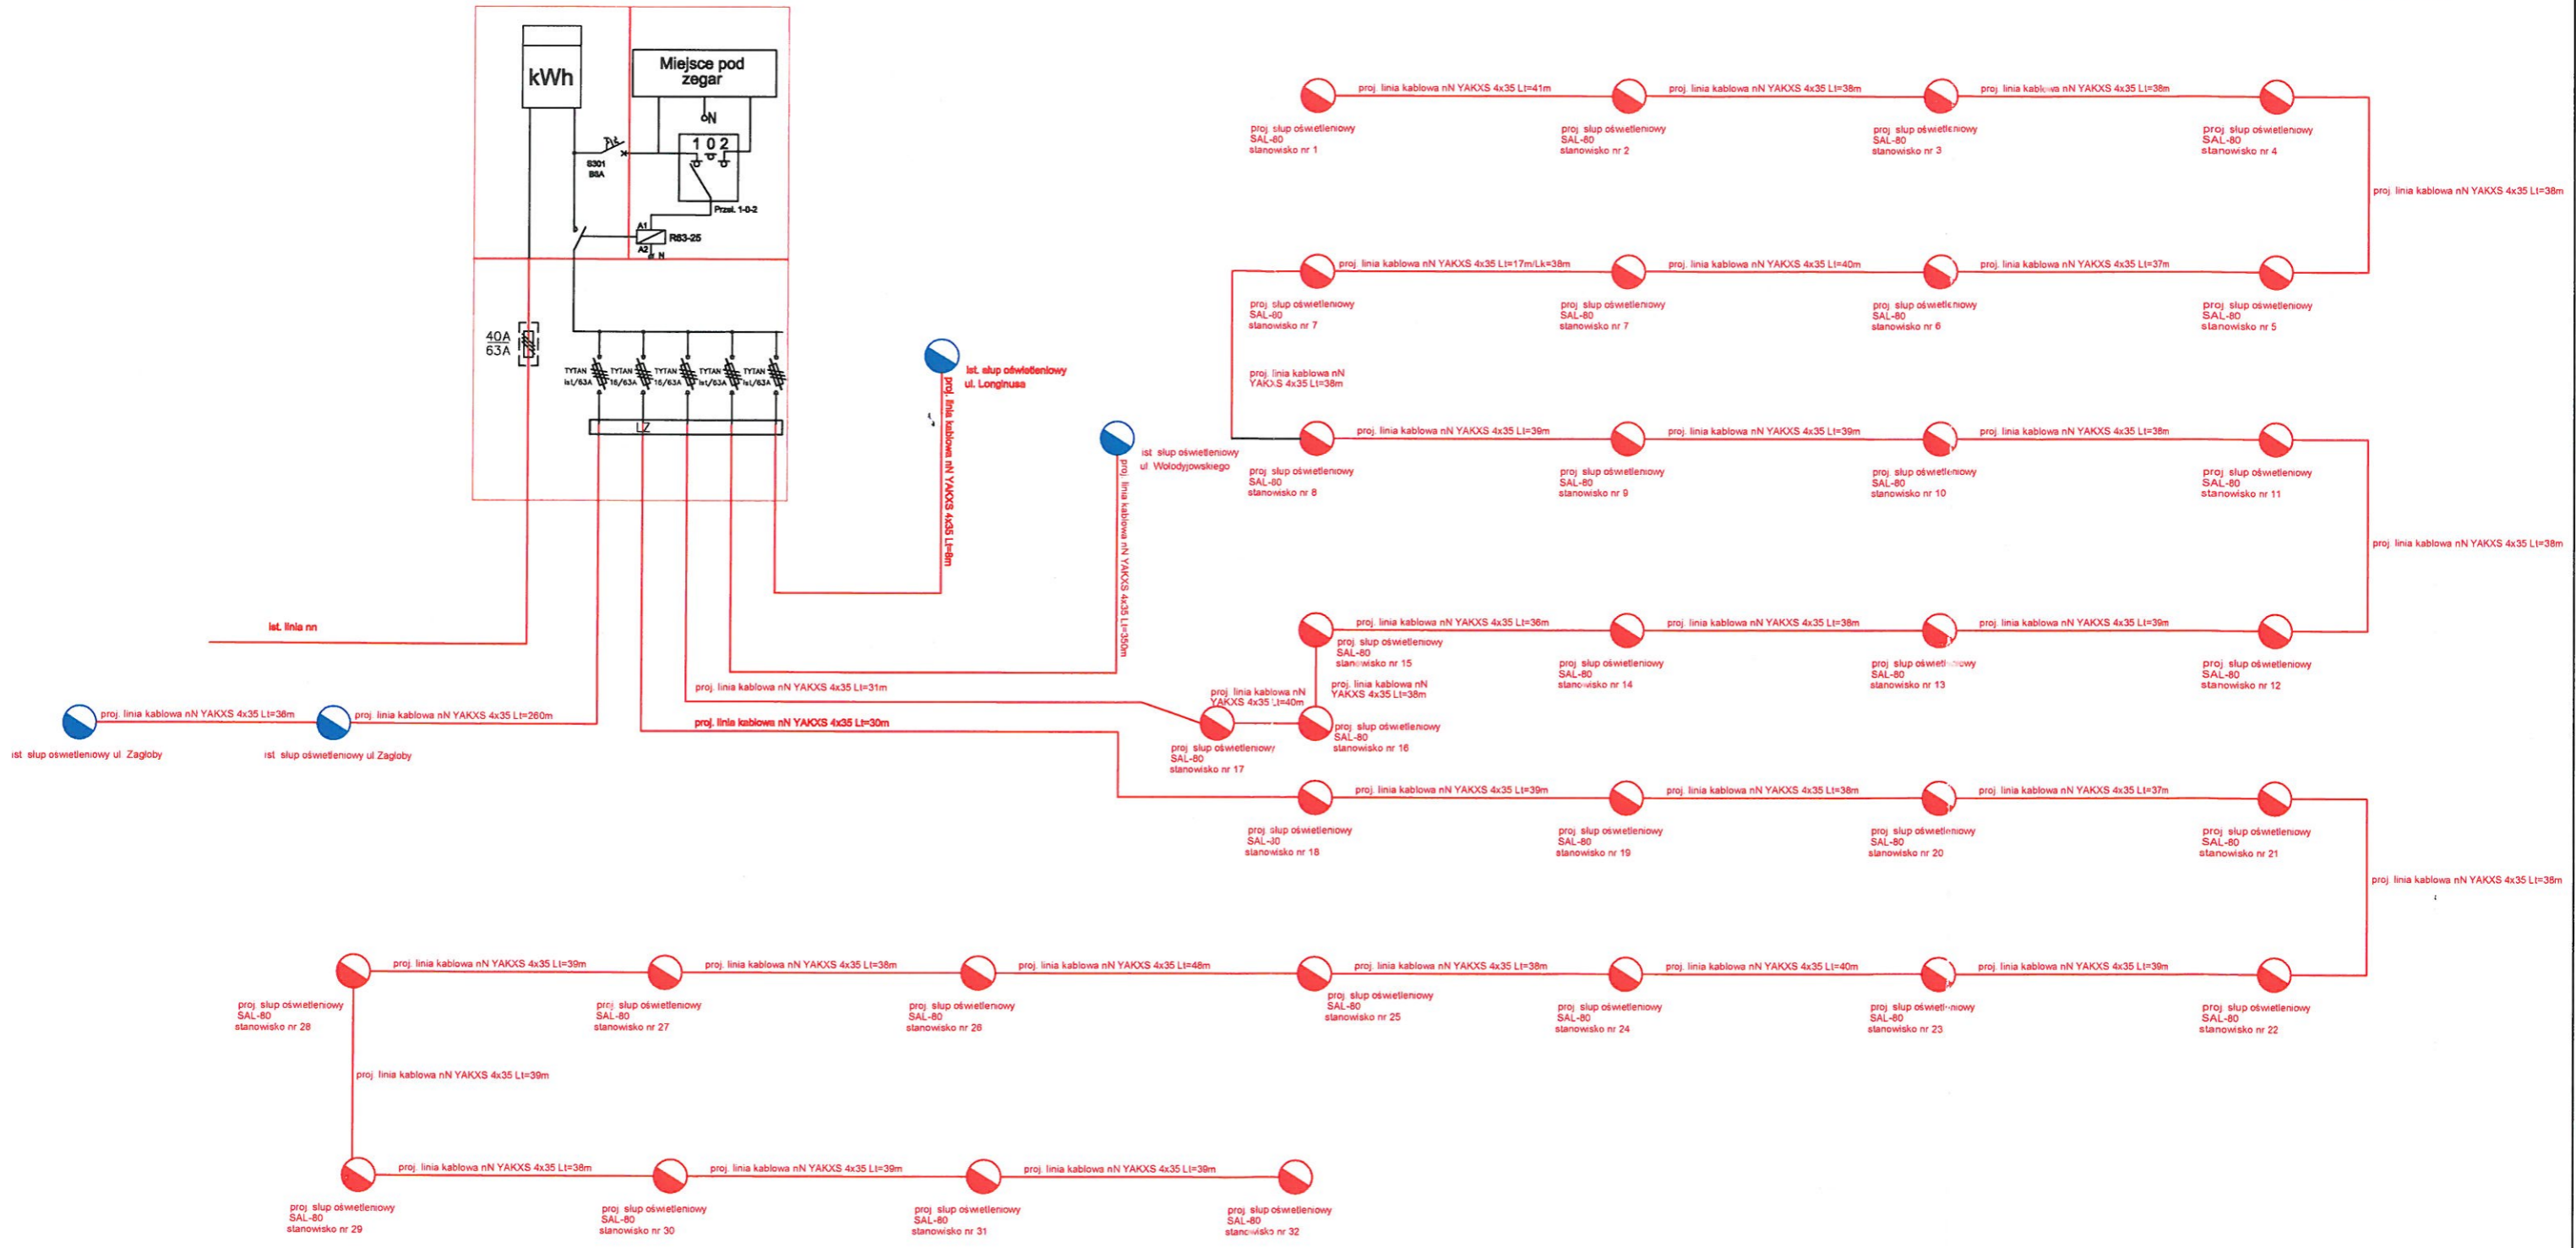 kWh
Miejsce pod
zegar
N
1 0 2
S301
B6A
Przeł. 1-0-2
A1
R63-25
A2
N
40A
63A
TYTAN
ist/63A
TYTAN
16/63A
TYTAN
16/63A
TYTAN
ist/63A
TYTAN
ist/63A
LZ
ist. linia nn
ist. słup oświetleniowy
ul. Longinusa
proj. linia kablowa nN YAKXS 4x35 Lt=8m
ist słup oświetleniowy
ul Wołodyjowskiego
proj. linia kablowa nN YAKXS 4x35 Lt=350m
proj. linia kablowa nN YAKXS 4x35 Lt=36m
proj. linia kablowa nN YAKXS 4x35 Lt=260m
ist słup oświetleniowy ul Zagłoby
ist słup oświetleniowy ul Zagłoby
proj. linia kablowa nN YAKXS 4x35 Lt=31m
proj. linia kablowa nN YAKXS 4x35 Lt=30m
proj. linia kablowa nN YAKXS 4x35 Lt=41m
proj. linia kablowa nN YAKXS 4x35 Lt=38m
proj. linia kablowa nN YAKXS 4x35 Lt=38m
proj. słup oświetleniowy
SAL-80
stanowisko nr 1
proj. słup oświetleniowy
SAL-80
stanowisko nr 2
proj. słup oświetleniowy
SAL-80
stanowisko nr 3
proj słup oświetleniowy
SAL-80
stanowisko nr 4
proj. linia kablowa nN YAKXS 4x35 Lt=38m
proj. linia kablowa nN YAKXS 4x35 Lt=17m/Lk=38m
proj. linia kablowa nN YAKXS 4x35 Lt=40m
proj. linia kablowa nN YAKXS 4x35 Lt=37m
proj słup oświetleniowy
SAL-80
stanowisko nr 7
proj. słup oświetleniowy
SAL-80
stanowisko nr 7
proj. słup oświetleniowy
SAL-80
stanowisko nr 6
proj. słup oświetleniowy
SAL-80
stanowisko nr 5
proj. linia kablowa nN
YAKXS 4x35 Lt=38m
proj. linia kablowa nN YAKXS 4x35 Lt=39m
proj. linia kablowa nN YAKXS 4x35 Lt=39m
proj. linia kablowa nN YAKXS 4x35 Lt=38m
proj słup oświetleniowy
SAL-80
stanowisko nr 8
proj słup oświetleniowy
SAL-80
stanowisko nr 9
proj. słup oświetleniowy
SAL-80
stanowisko nr 10
proj słup oświetleniowy
SAL-80
stanowisko nr 11
proj. linia kablowa nN YAKXS 4x35 Lt=38m
proj. linia kablowa nN YAKXS 4x35 Lt=36m
proj. linia kablowa nN YAKXS 4x35 Lt=38m
proj. linia kablowa nN YAKXS 4x35 Lt=39m
proj słup oświetleniowy
SAL-80
stanowisko nr 15
proj słup oświetleniowy
SAL-80
stanowisko nr 14
proj. słup oświetleniowy
SAL-80
stanowisko nr 13
proj słup oświetleniowy
SAL-80
stanowisko nr 12
proj. linia kablowa nN
YAKXS 4x35 Lt=38m
proj. linia kablowa nN
YAKXS 4x35 Lt=40m
proj słup oświetleniowy
SAL-80
stanowisko nr 16
proj słup oświetleniowy
SAL-80
stanowisko nr 17
proj. linia kablowa nN YAKXS 4x35 Lt=39m
proj. linia kablowa nN YAKXS 4x35 Lt=38m
proj. linia kablowa nN YAKXS 4x35 Lt=37m
proj słup oświetleniowy
SAL-80
stanowisko nr 18
proj słup oświetleniowy
SAL-80
stanowisko nr 19
proj. słup oświetleniowy
SAL-80
stanowisko nr 20
proj słup oświetleniowy
SAL-80
stanowisko nr 21
proj. linia kablowa nN YAKXS 4x35 Lt=38m
proj. linia kablowa nN YAKXS 4x35 Lt=39m
proj. linia kablowa nN YAKXS 4x35 Lt=38m
proj. linia kablowa nN YAKXS 4x35 Lt=48m
proj. linia kablowa nN YAKXS 4x35 Lt=38m
proj. linia kablowa nN YAKXS 4x35 Lt=40m
proj. linia kablowa nN YAKXS 4x35 Lt=39m
proj słup oświetleniowy
SAL-80
stanowisko nr 28
proj słup oświetleniowy
SAL-80
stanowisko nr 27
proj słup oświetleniowy
SAL-80
stanowisko nr 26
proj słup oświetleniowy
SAL-80
stanowisko nr 25
proj słup oświetleniowy
SAL-80
stanowisko nr 24
proj. słup oświetleniowy
SAL-80
stanowisko nr 23
proj. słup oświetleniowy
SAL-80
stanowisko nr 22
proj. linia kablowa nN YAKXS 4x35 Lt=39m
proj. linia kablowa nN YAKXS 4x35 Lt=38m
proj. linia kablowa nN YAKXS 4x35 Lt=39m
proj. linia kablowa nN YAKXS 4x35 Lt=39m
proj słup oświetleniowy
SAL-80
stanowisko nr 29
proj słup oświetleniowy
SAL-80
stanowisko nr 30
proj słup oświetleniowy
SAL-80
stanowisko nr 31
proj. słup oświetleniowy
SAL-80
stanowisko nr 32